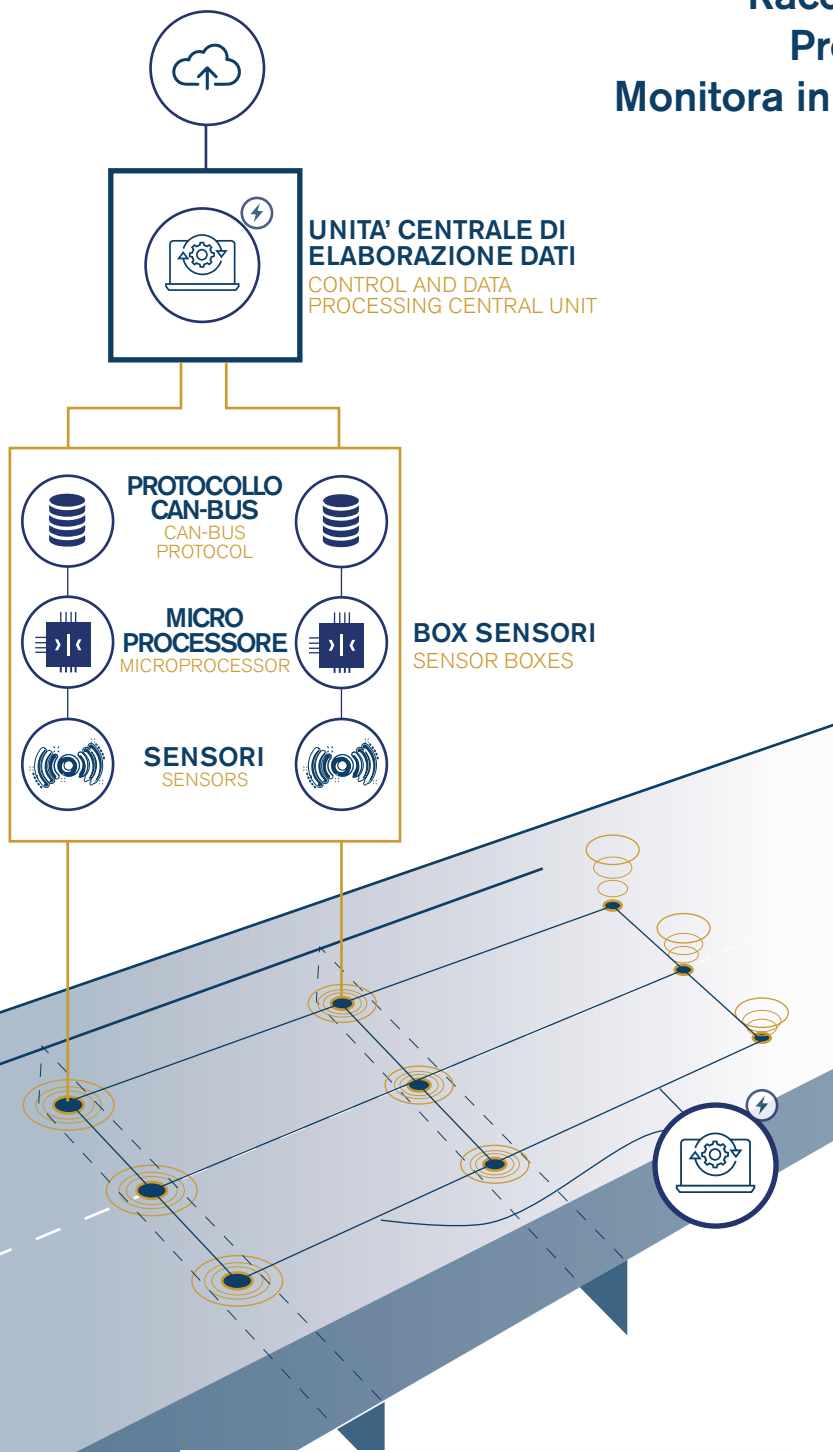 Monitora in
UNITA' CENTRALE DI
ELABORAZIONE DATI
CONTROL AND DATA
PROCESSING CENTRAL UNIT
PROTOCOLLO
CAN-BUS
CAN-BUS
PROTOCOL
MICRO
PROCESSORE
MICROPROCESSOR
BOX SENSORI
SENSOR BOXES
SENSORI
SENSORS